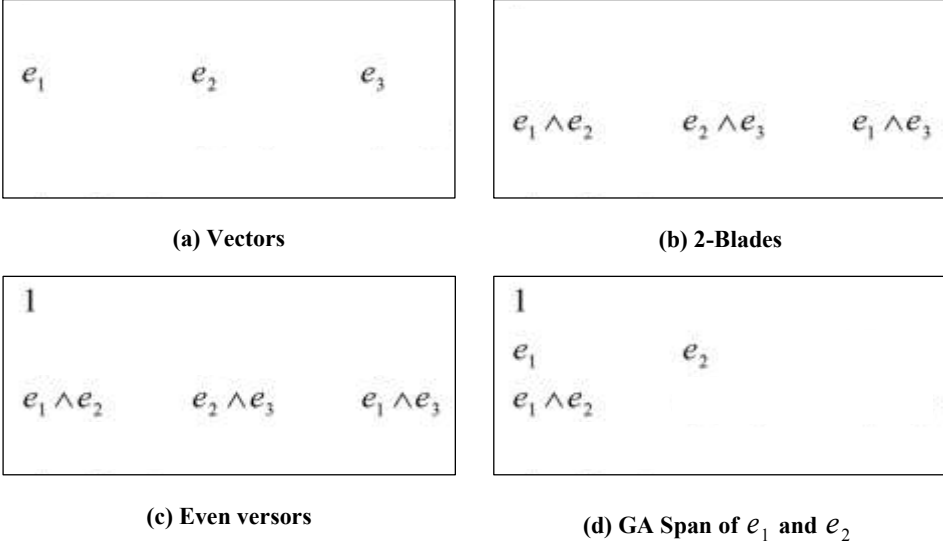 e₁ e₂ e₃
(a) Vectors
e₁ ∧ e₂ e₂ ∧ e₃ e₁ ∧ e₃
(b) 2-Blades
1
e₁ ∧ e₂ e₂ ∧ e₃ e₁ ∧ e₃
(c) Even versors
1
e₁ e₂
e₁ ∧ e₂
(d) GA Span of e₁ and e₂